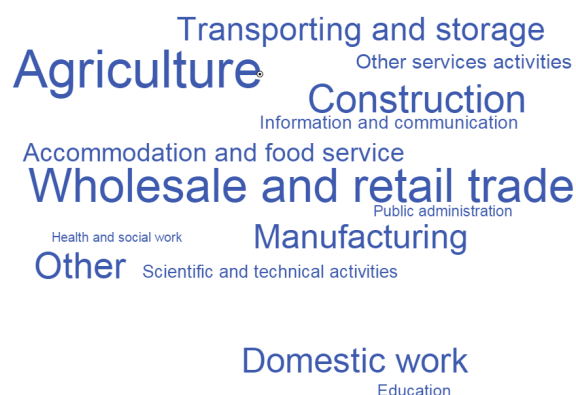 Transporting and storage
Agriculture
Other services activities
Construction
Information and communication
Accommodation and food service
Wholesale and retail trade
Public administration
Health and social work
Manufacturing
Other
Scientific and technical activities
Domestic work
Education